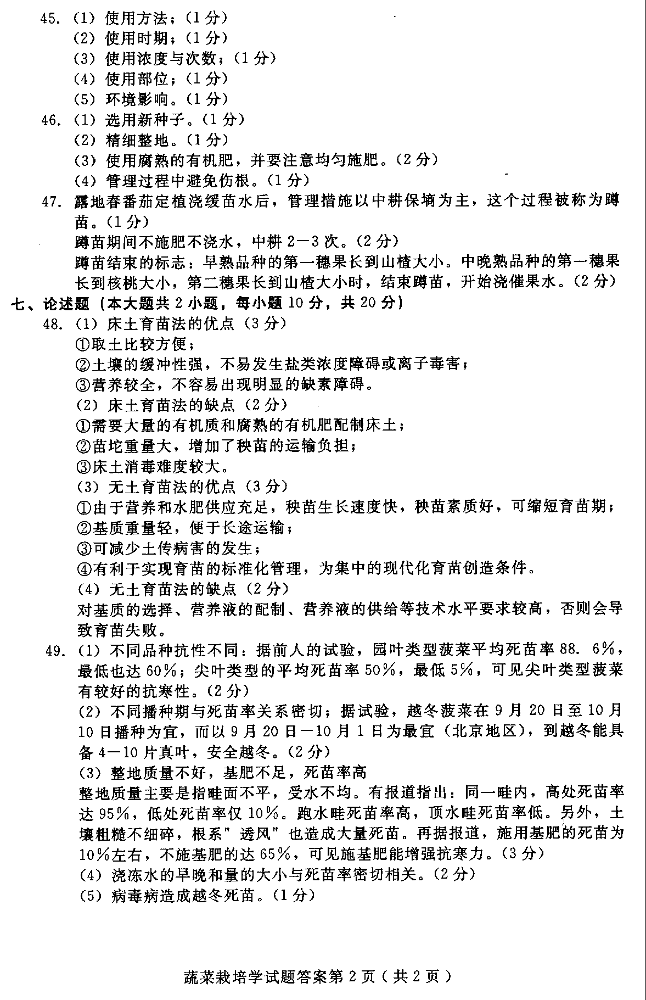 45. (1) 使用方法；(1 分)
(2) 使用时期；(1 分)
(3) 使用浓度与次数；(1 分)
(4) 使用部位；(1 分)
(5) 环境影响。(1 分)
46. (1) 选用新种子。(1 分)
(2) 精细整地。(1 分)
(3) 使用腐熟的有机肥，并要注意均匀施肥。(2 分)
(4) 管理过程中避免伤根。(1 分)
47. 露地春番茄定植浇缓苗水后，管理措施以中耕保墒为主，这个过程被称为蹲
苗。(1 分)
蹲苗期间不施肥不浇水，中耕 2－3 次。(2 分)
蹲苗结束的标志：早熟品种的第一穗果长到山楂大小。中晚熟品种的第一穗果
长到核桃大小，第二穗果长到山楂大小时，结束蹲苗，开始浇催果水。(2 分)
七、论述题 (本大题共 2 小题，每小题 10 分，共 20 分)
48. (1) 床土育苗法的优点（3 分）
①取土比较方便；
②土壤的缓冲性强，不易发生盐类浓度障碍或离子毒害；
③营养较全，不容易出现明显的缺素障碍。
(2) 床土育苗法的缺点（2 分）
①需要大量的有机质和腐熟的有机肥配制床土；
②苗坨重量大，增加了秧苗的运输负担；
③床土消毒难度较大。
(3) 无土育苗法的优点（3 分）
①由于营养和水肥供应充足，秧苗生长速度快，秧苗素质好，可缩短育苗期；
②基质重量轻，便于长途运输；
③可减少土传病害的发生；
④有利于实现育苗的标准化管理，为集中的现代化育苗创造条件。
(4) 无土育苗法的缺点（2 分）
对基质的选择、营养液的配制、营养液的供给等技术水平要求较高，否则会导
致育苗失败。
49. (1) 不同品种抗性不同：据前人的试验，园叶类型菠菜平均死苗率 88. 6％，
最低也达 60％；尖叶类型的平均死苗率 50％，最低 5％，可见尖叶类型菠菜
有较好的抗寒性。(2 分)
(2) 不同播种期与死苗率关系密切；据试验，越冬菠菜在 9 月 20 日至 10 月
10 日播种为宜，而以 9 月 20 日－10 月 1 日为最宜（北京地区），到越冬能具
备 4－10 片真叶，安全越冬。(2 分)
(3) 整地质量不好，基肥不足，死苗率高
整地质量主要是指畦面不平，受水不均。有报道指出：同一畦内，高处死苗率
达 95％，低处死苗率仅 10％。跑水畦死苗率高，顶水畦死苗率低。另外，土
壤粗糙不细碎，根系" 透风" 也造成大量死苗。再据报道，施用基肥的死苗为
10％左右，不施基肥的达 65％，可见施基肥能增强抗寒力。(3 分)
(4) 浇冻水的早晚和量的大小与死苗率密切相关。(2 分)
(5) 病毒病造成越冬死苗。(1 分)
蔬菜栽培学试题答案第 2 页 ( 共 2 页 )